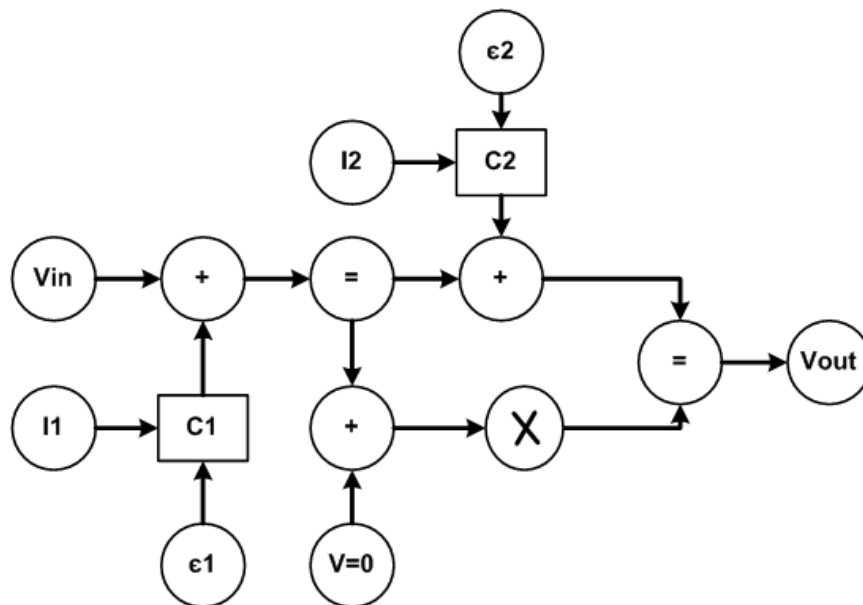 ϵ2
I2
C2
Vin
+
=
+
=
Vout
I1
C1
+
X
ϵ1
V=0